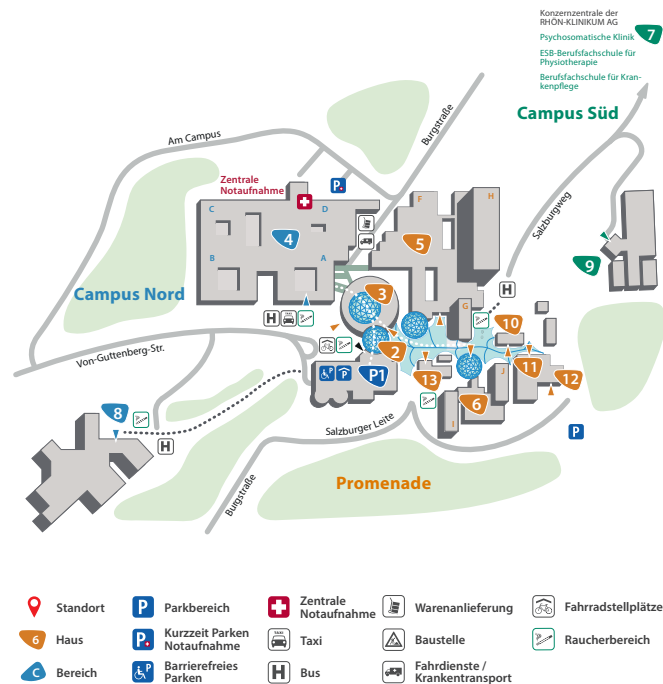 Konzernzentrale der
RHÖN-KLINIKUM AG
Psychosomatische Klinik
7
ESB-Berufsfachschule für
Physiotherapie
Berufsfachschule für Kran-
kenpflege
Campus Süd
Am Campus
Burgstraße
Zentrale
Notaufnahme
P
C
D
4
B
A
F
H
5
Salzburgweg
9
Campus Nord
3
H
TAXI
G
H
10
2
Von-Guttenberg-Str.
P
P
P1
13
J
11
12
6
I
8
H
Salzburger Leite
P
Burgstraße
Promenade
Standort
P
Parkbereich
Zentrale
Notaufnahme
Warenanlieferung
Fahrradstellplätze
6
Haus
P
Kurzzeit Parken
Notaufnahme
TAXI
Taxi
Baustelle
Raucherbereich
C
Bereich
P
Barrierefreies
Parken
H
Bus
Fahrdienste /
Krankentransport